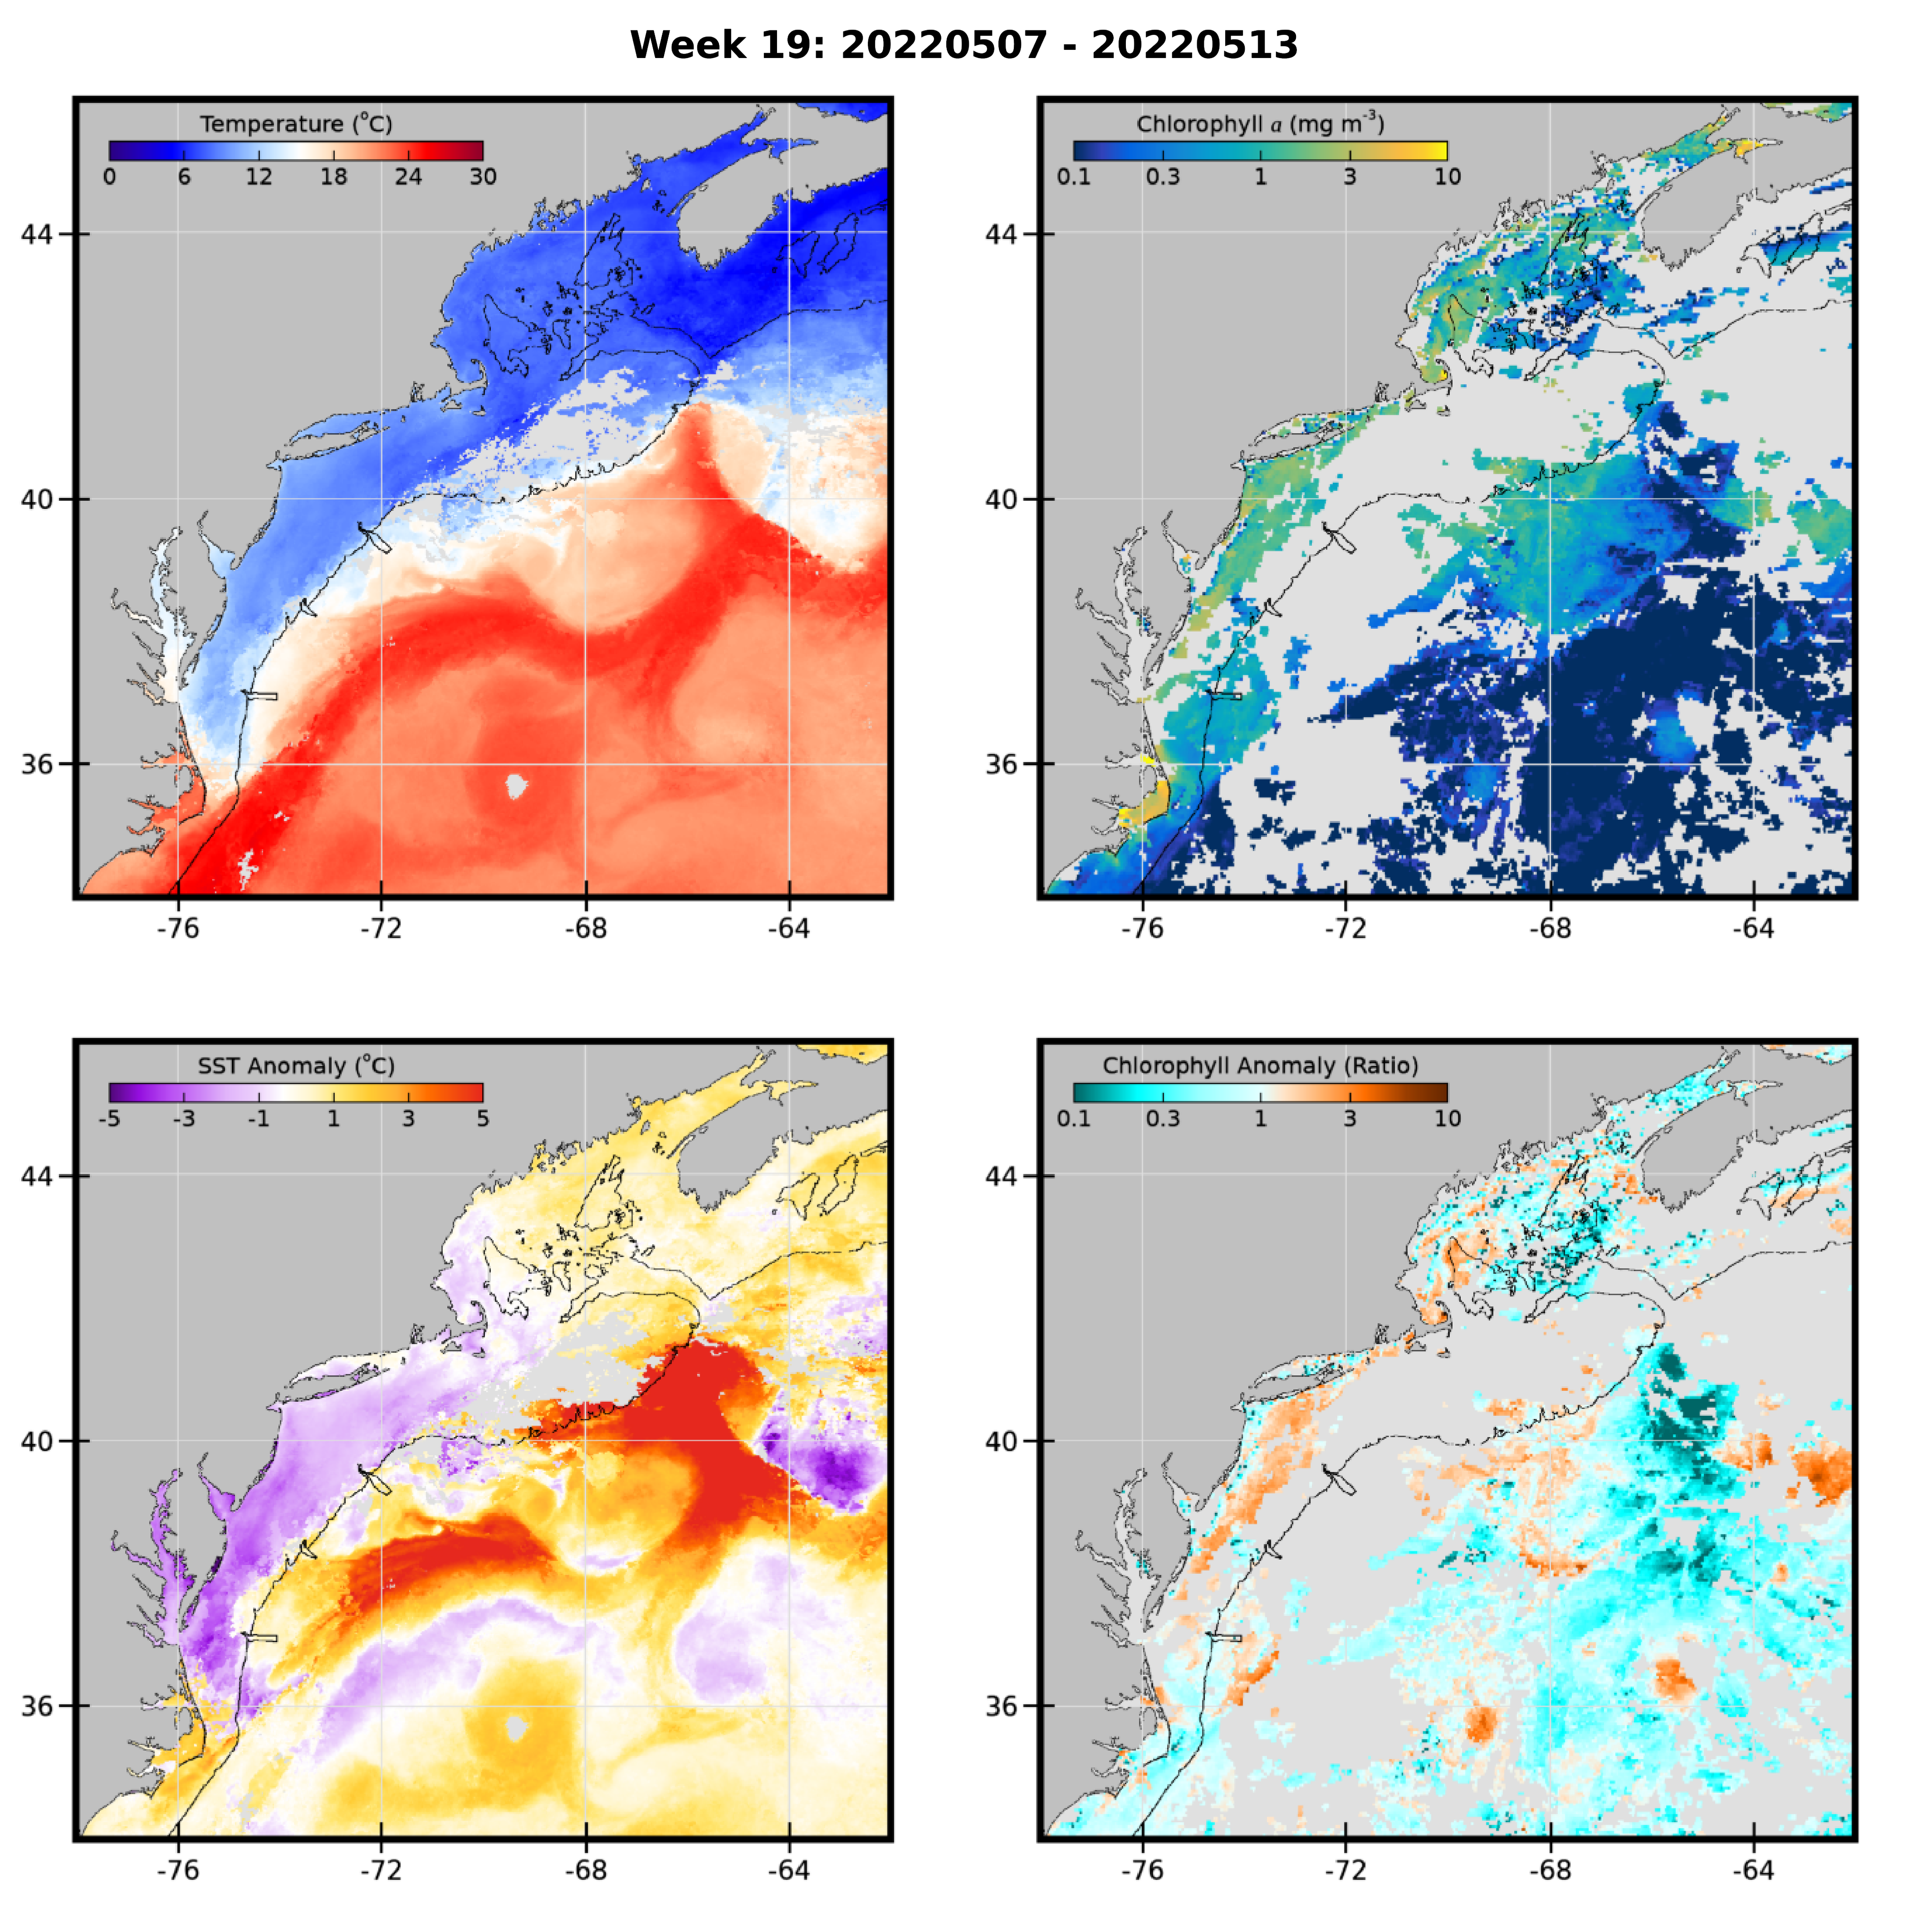 Week 19: 20220507 - 20220513
Temperature (°C)
0 6 12 18 24 30
44
40
36
-76 -72 -68 -64
Chlorophyll a (mg m⁻³)
0.1 0.3 1 3 10
44
40
36
-76 -72 -68 -64
SST Anomaly (°C)
-5 -3 -1 1 3 5
44
40
36
-76 -72 -68 -64
Chlorophyll Anomaly (Ratio)
0.1 0.3 1 3 10
44
40
36
-76 -72 -68 -64